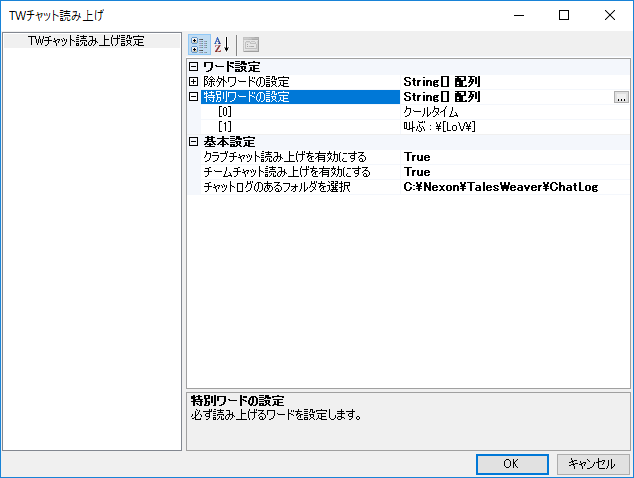 TWチャット読み上げ
TWチャット読み上げ設定
ワード設定
除外ワードの設定 String[] 配列
特別ワードの設定 String[] 配列 ...
[0] クールタイム
[1] 叫ぶ : ¥[LoV¥]
基本設定
クラブチャット読み上げを有効にする True
チームチャット読み上げを有効にする True
チャットログのあるフォルダを選択 C:¥Nexon¥TalesWeaver¥ChatLog
特別ワードの設定
必ず読み上げるワードを設定します。
OK キャンセル